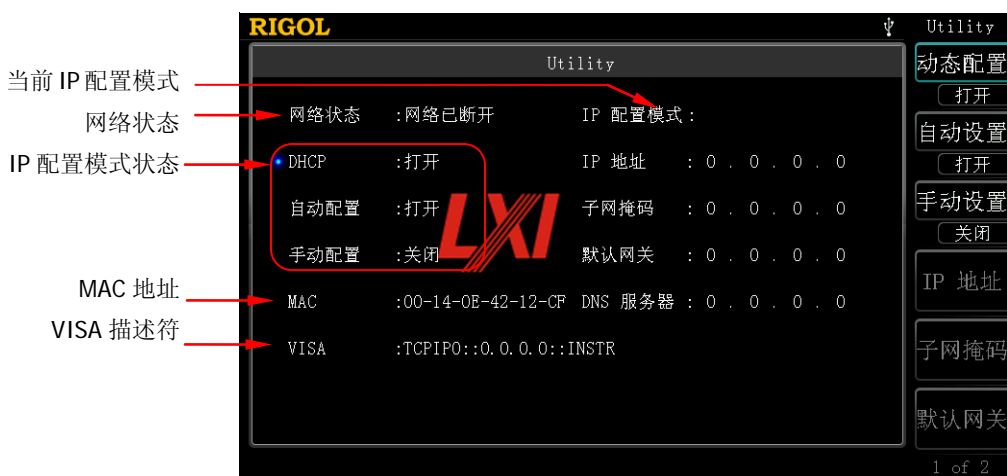 RIGOL
Utility
Utility
当前 IP 配置模式
网络状态
IP 配置模式状态
MAC 地址
VISA 描述符
网络状态 :网络已断开 IP 配置模式:
DHCP :打开 IP 地址 : 0 . 0 . 0 . 0
自动配置 :打开 子网掩码 : 0 . 0 . 0 . 0
手动配置 :关闭 默认网关 : 0 . 0 . 0 . 0
MAC :00-14-0E-42-12-CF DNS 服务器 : 0 . 0 . 0 . 0
VISA :TCPIP0::0.0.0.0::INSTR
LXI
动态配置
打开
自动设置
打开
手动设置
关闭
IP 地址
子网掩码
默认网关
1 of 2